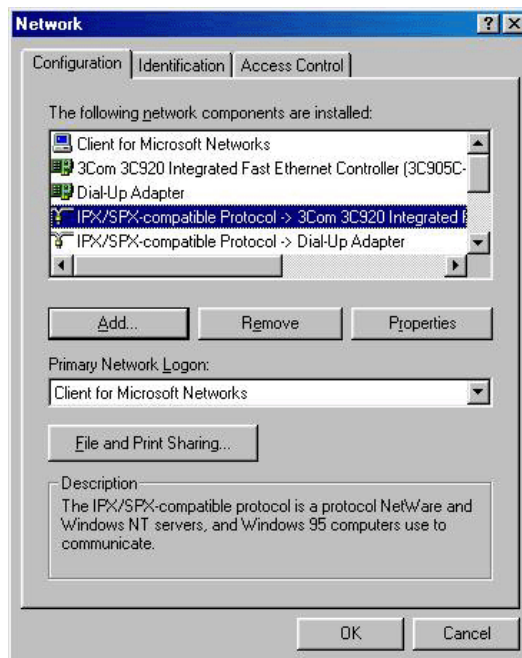 Network
Configuration Identification Access Control
The following network components are installed:
Client for Microsoft Networks
3Com 3C920 Integrated Fast Ethernet Controller (3C905C-
Dial-Up Adapter
IPX/SPX-compatible Protocol -> 3Com 3C920 Integrated
IPX/SPX-compatible Protocol -> Dial-Up Adapter
Add... Remove Properties
Primary Network Logon:
Client for Microsoft Networks
File and Print Sharing...
Description
The IPX/SPX-compatible protocol is a protocol NetWare and
Windows NT servers, and Windows 95 computers use to
communicate.
OK Cancel